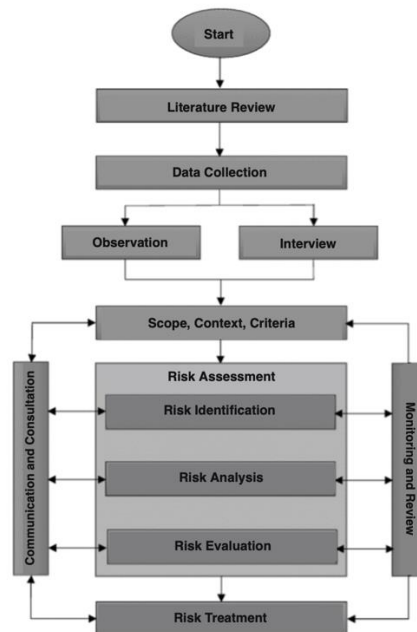 Start
Literature Review
Data Collection
Observation
Interview
Scope, Context, Criteria
Communication and Consultation
Risk Assessment
Risk Identification
Risk Analysis
Risk Evaluation
Monitoring and Review
Risk Treatment